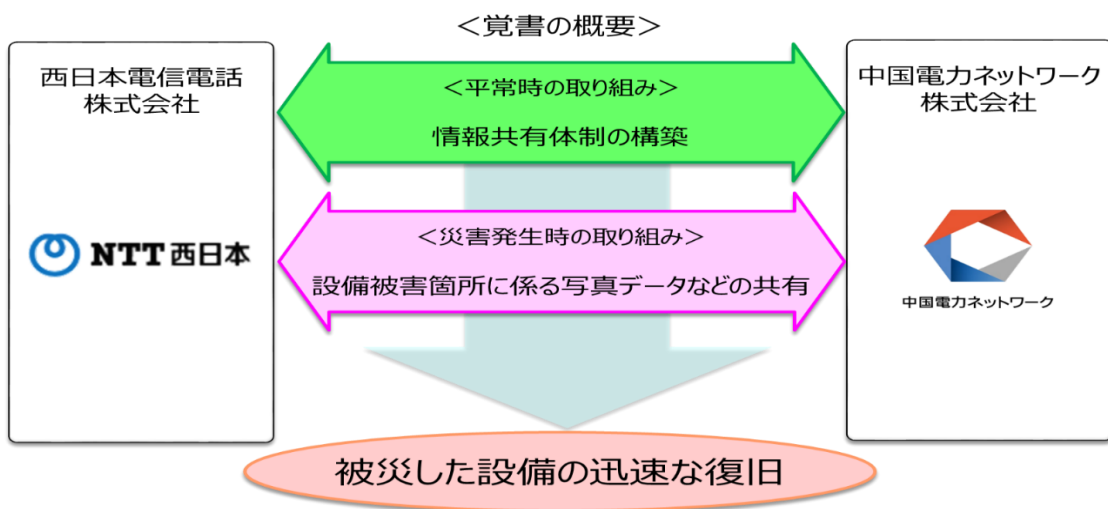 ＜覚書の概要＞
西日本電信電話
株式会社
NTT西日本
＜平常時の取り組み＞
情報共有体制の構築
＜災害発生時の取り組み＞
設備被害箇所に係る写真データなどの共有
中国電力ネットワーク
株式会社
中国電力ネットワーク
被災した設備の迅速な復旧